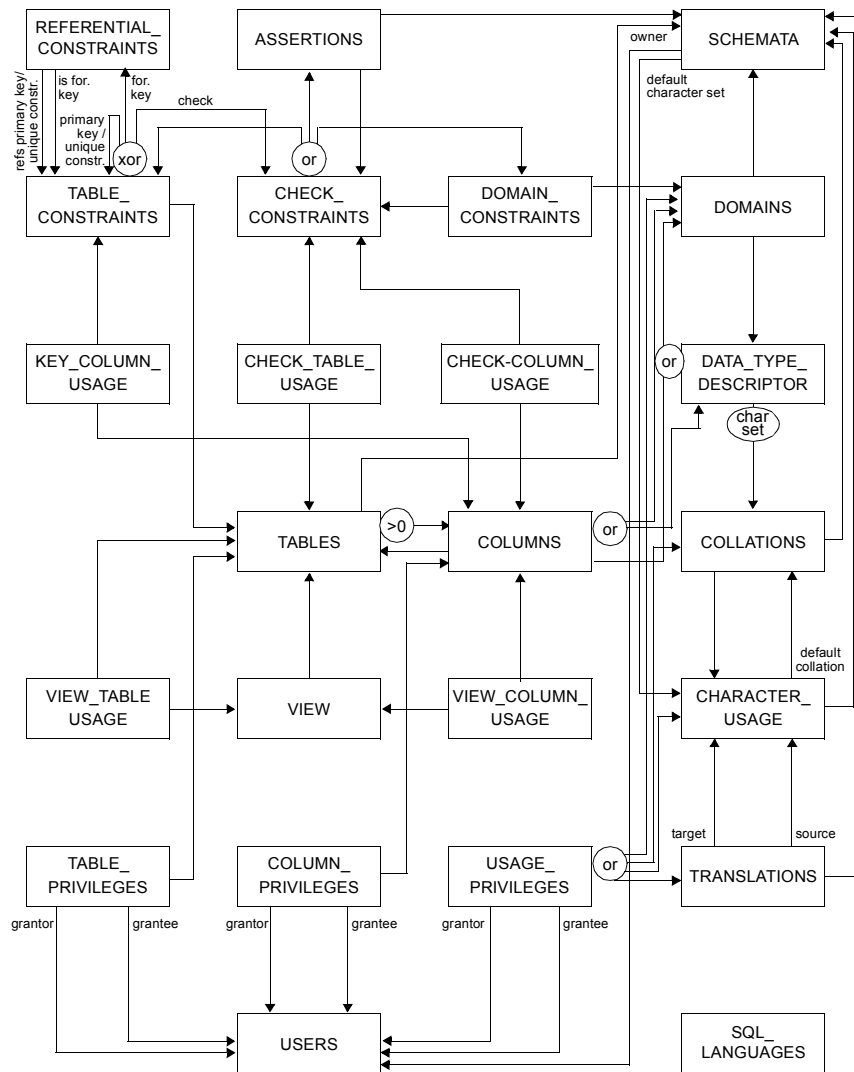 REFERENTIAL_
CONSTRAINTS
ASSERTIONS
owner
SCHEMATA
refs primary key/
unique constr.
is for.
key
for.
key
check
default
character set
primary
key /
unique
constr.
xor
or
TABLE_
CONSTRAINTS
CHECK_
CONSTRAINTS
DOMAIN_
CONSTRAINTS
DOMAINS
KEY_COLUMN_
USAGE
CHECK_TABLE_
USAGE
CHECK-COLUMN_
USAGE
or
DATA_TYPE_
DESCRIPTOR
char
set
TABLES
>0
COLUMNS
or
COLLATIONS
default
collation
VIEW_TABLE
USAGE
VIEW
VIEW_COLUMN_
USAGE
CHARACTER_
USAGE
target
source
TABLE_
PRIVILEGES
COLUMN_
PRIVILEGES
USAGE_
PRIVILEGES
or
TRANSLATIONS
grantor
grantee
grantor
grantee
grantor
grantee
USERS
SQL_
LANGUAGES